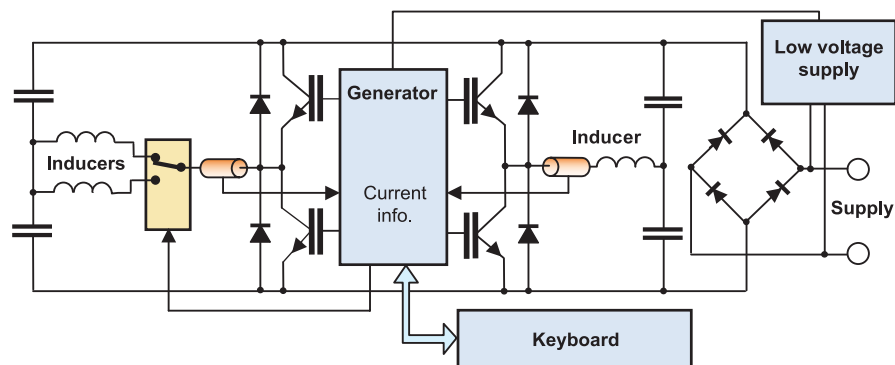 Low voltage
supply
Generator
Inducers
Inducer
Current
info.
Supply
Keyboard